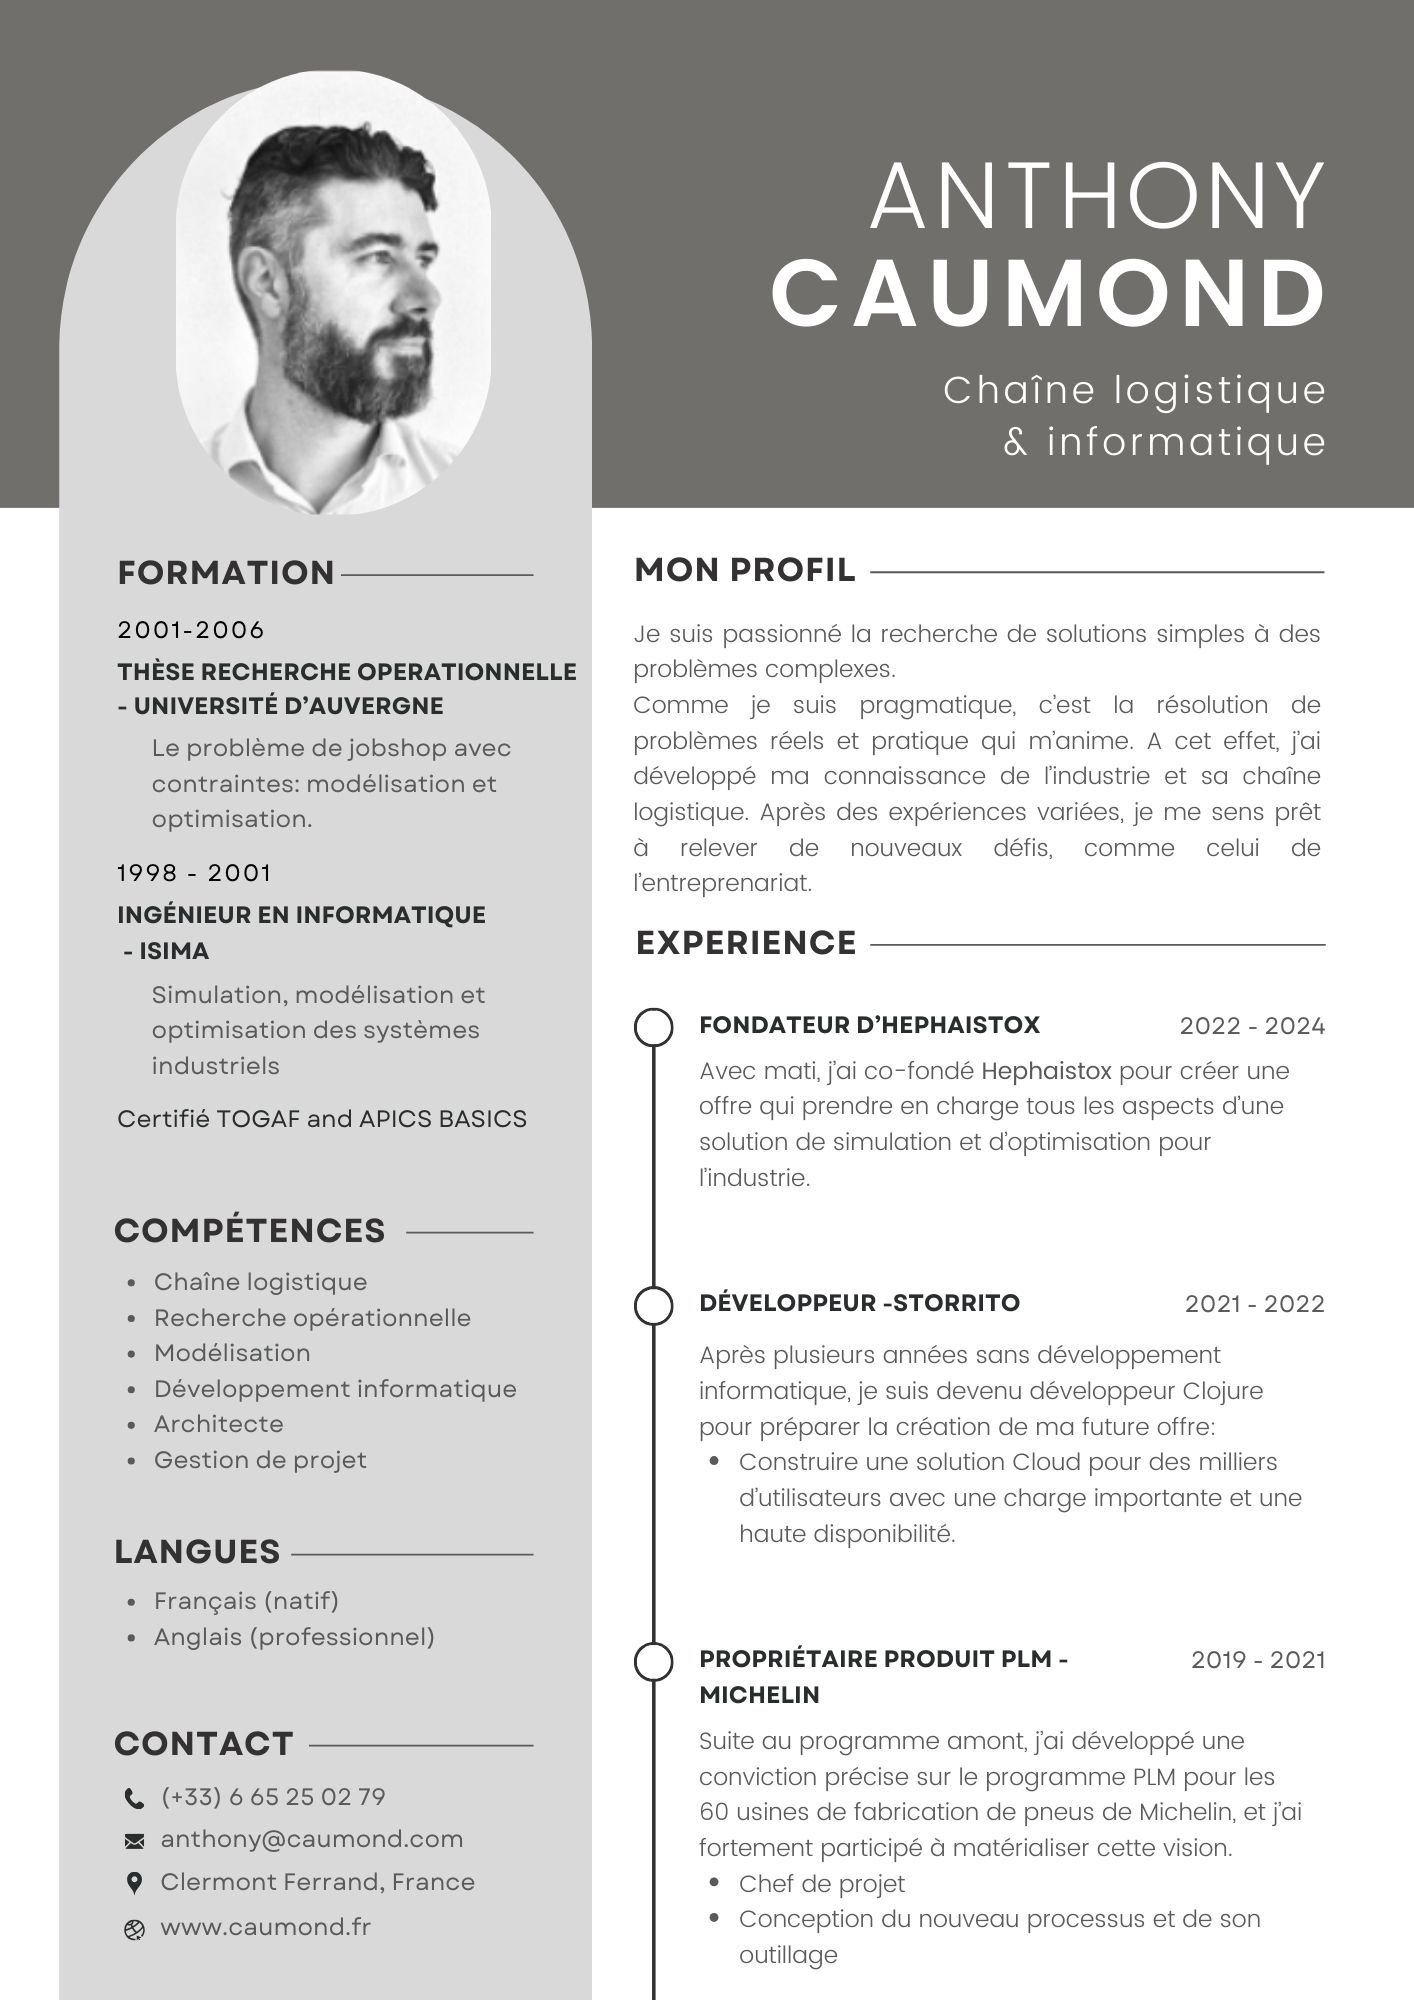 ANTHONY
CAUMOND
Chaîne logistique
& informatique
FORMATION
2001-2006
THÈSE RECHERCHE OPERATIONNELLE
- UNIVERSITÉ D’AUVERGNE
Le problème de jobshop avec
contraintes: modélisation et
optimisation.
1998 - 2001
INGÉNIEUR EN INFORMATIQUE
- ISIMA
Simulation, modélisation et
optimisation des systèmes
industriels
Certifié TOGAF and APICS BASICS
COMPÉTENCES
• Chaîne logistique
• Recherche opérationnelle
• Modélisation
• Développement informatique
• Architecte
• Gestion de projet
LANGUES
• Français (natif)
• Anglais (professionnel)
CONTACT
(+33) 6 65 25 02 79
anthony@caumond.com
Clermont Ferrand, France
www.caumond.fr
MON PROFIL
Je suis passionné la recherche de solutions simples à des
problèmes complexes.
Comme je suis pragmatique, c’est la résolution de
problèmes réels et pratique qui m’anime. A cet effet, j’ai
développé ma connaissance de l’industrie et sa chaîne
logistique. Après des expériences variées, je me sens prêt
à relever de nouveaux défis, comme celui de
l’entreprenariat.
EXPERIENCE
FONDATEUR D’HEPHAISTOX 2022 - 2024
Avec mati, j’ai co-fondé Hephaistox pour créer une
offre qui prendre en charge tous les aspects d’une
solution de simulation et d’optimisation pour
l’industrie.
DÉVELOPPEUR -STORRITO 2021 - 2022
Après plusieurs années sans développement
informatique, je suis devenu développeur Clojure
pour préparer la création de ma future offre:
• Construire une solution Cloud pour des milliers
d’utilisateurs avec une charge importante et une
haute disponibilité.
PROPRIÉTAIRE PRODUIT PLM - 2019 - 2021
MICHELIN
Suite au programme amont, j’ai développé une
conviction précise sur le programme PLM pour les
60 usines de fabrication de pneus de Michelin, et j’ai
fortement participé à matérialiser cette vision.
• Chef de projet
• Conception du nouveau processus et de son
outillage